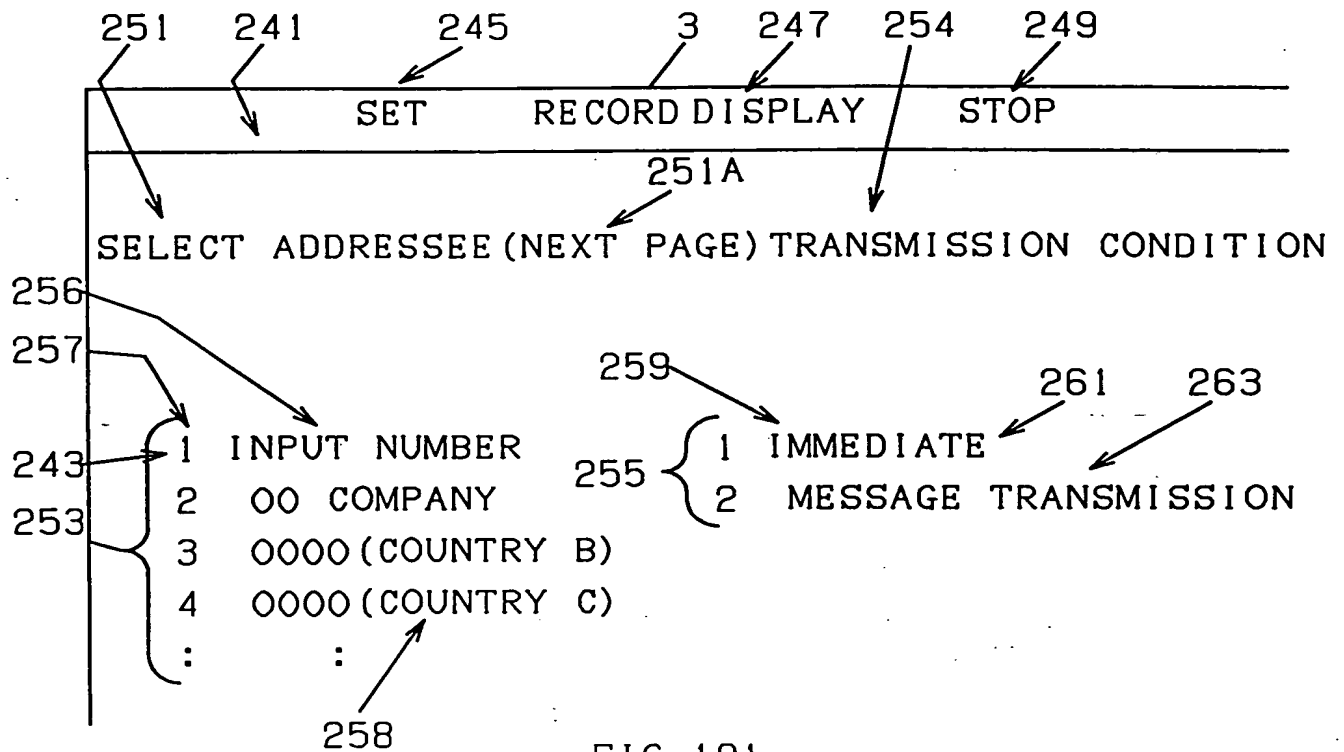 251 241 245 3 247 254 249
SET RECORD DISPLAY STOP
251A
SELECT ADDRESSEE(NEXT PAGE)TRANSMISSION CONDITION
256
257
259 261 263
1 INPUT NUMBER 1 IMMEDIATE
243 255
2 OO COMPANY 2 MESSAGE TRANSMISSION
253
3 OOOO(COUNTRY B)
4 OOOO(COUNTRY C)
: :
258
FIG.191